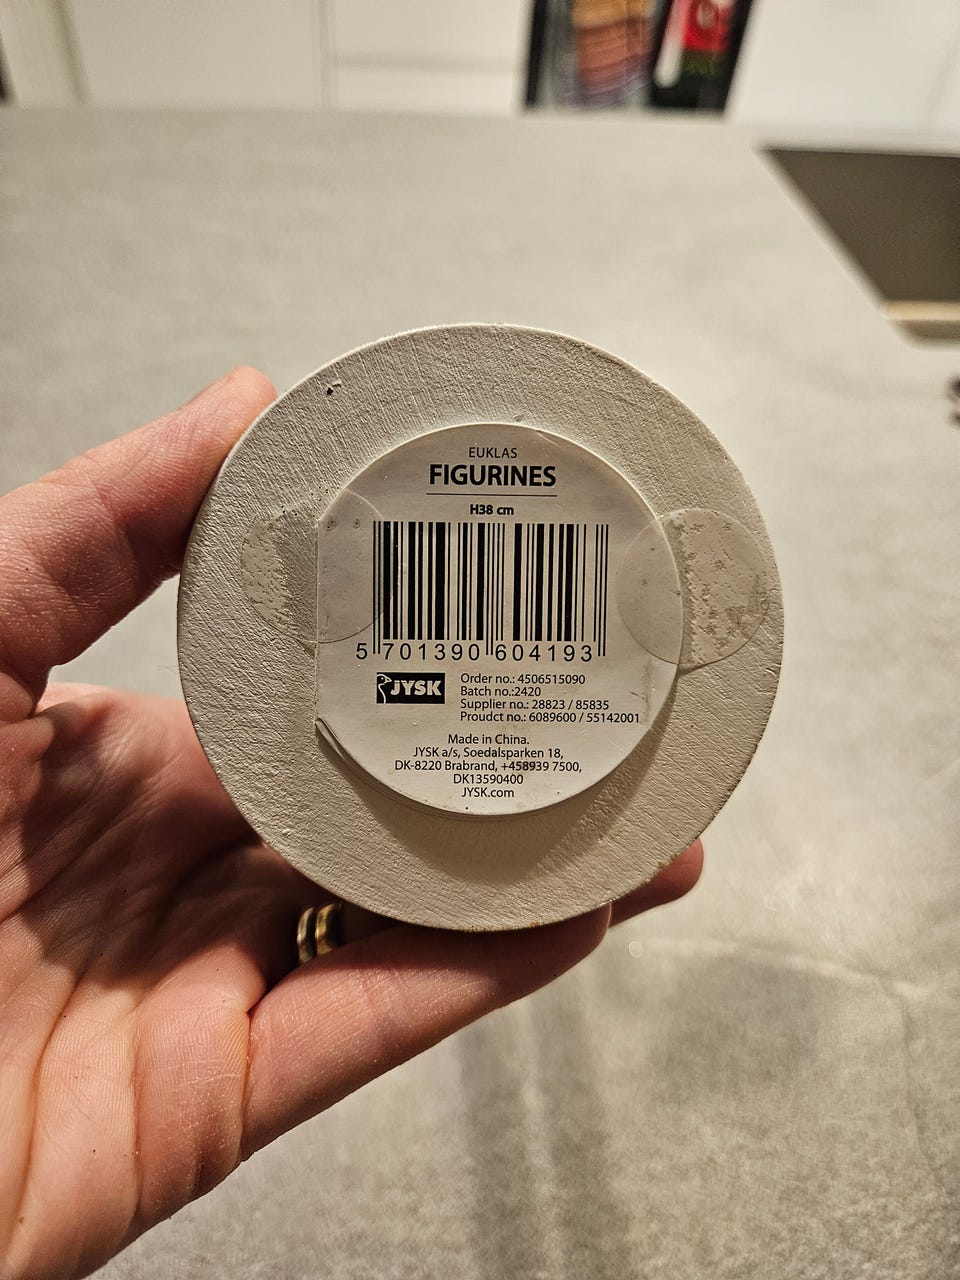 EUKLAS
FIGURINES
H38 cm
5 701390 604193
JYSK
Order no.: 4506515090
Batch no.:2420
Supplier no.: 28823 / 85835
Proudct no.: 6089600 / 55142001
Made in China.
JYSK a/s, Soedalsparken 18,
DK-8220 Brabrand, +458939 7500,
DK13590400
JYSK.com